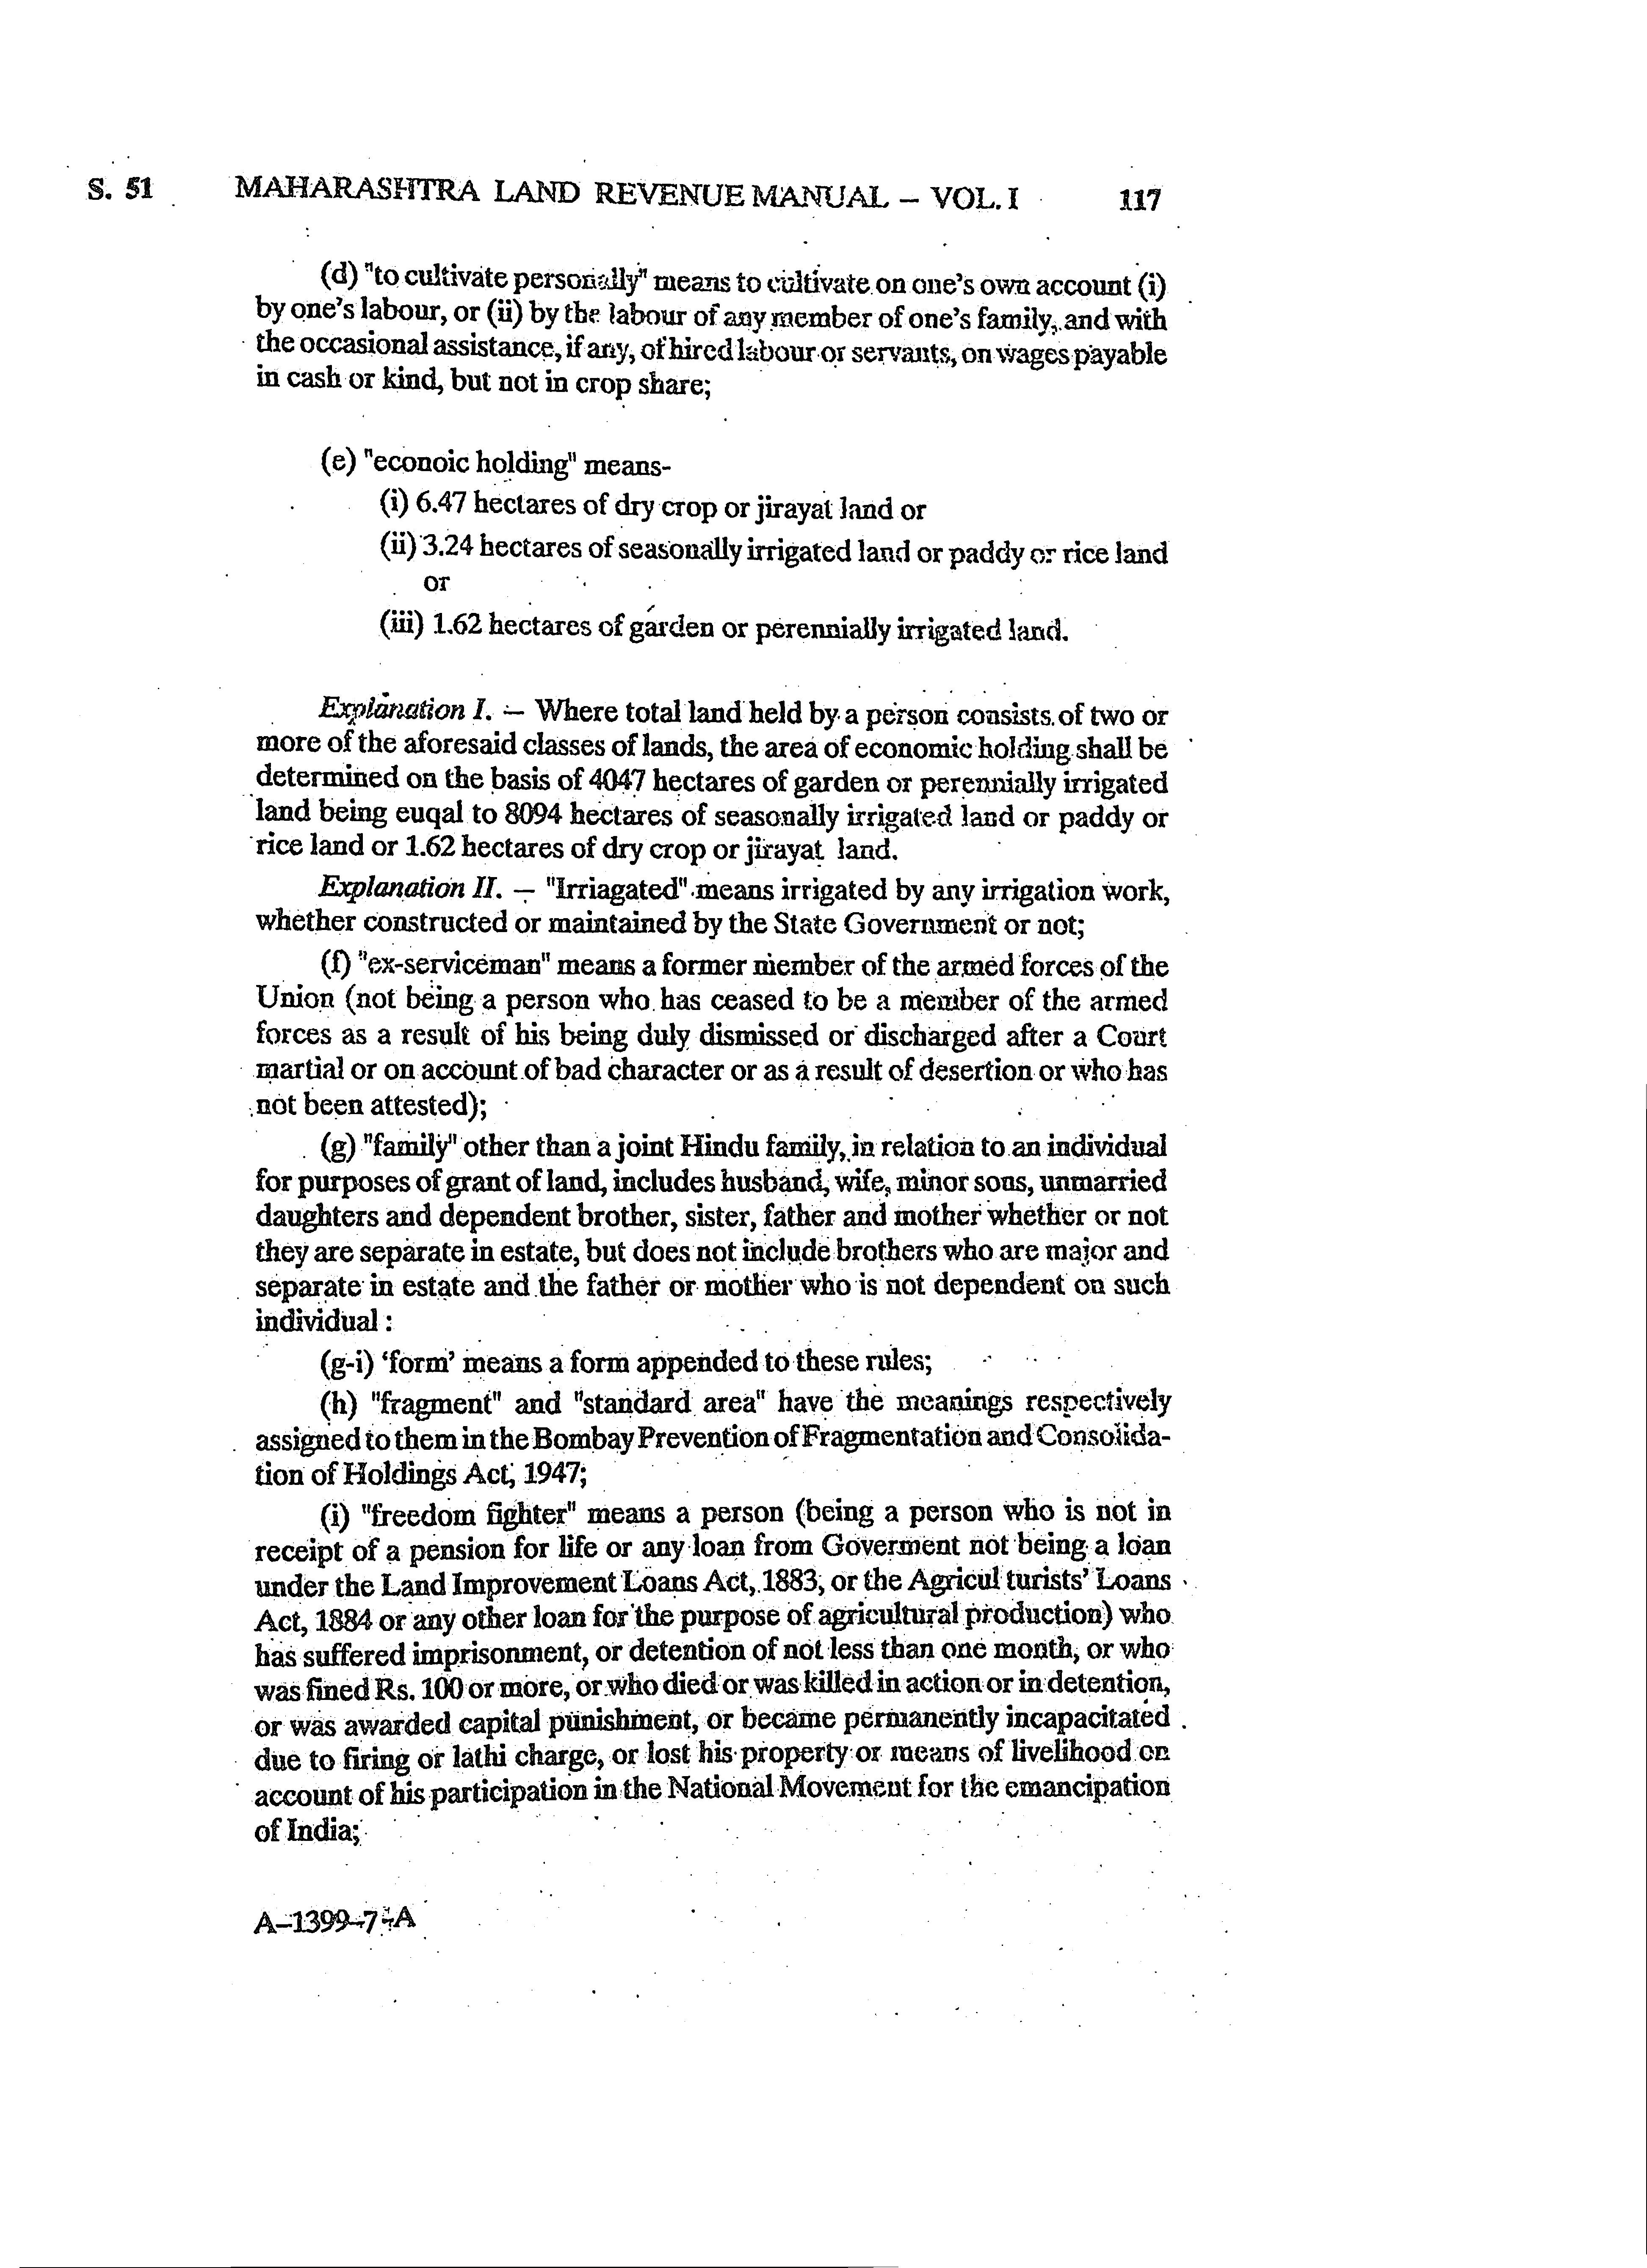 S. 51 MAHARASHTRA LAND REVENUE MANUAL – VOL. I 117
(d) "to cultivate personally" means to cultivate on one's own account (i)
by one's labour, or (ii) by the labour of any member of one's family, and with
the occasional assistance, if any, of hired labour or servants, on wages payable
in cash or kind, but not in crop share;
(e) "econoic holding" means-
(i) 6.47 hectares of dry crop or jirayat land or
(ii) 3.24 hectares of seasonally irrigated land or paddy or rice land
or
(iii) 1.62 hectares of garden or perennially irrigated land.
Explanation I. – Where total land held by a person consists of two or
more of the aforesaid classes of lands, the area of economic holding shall be
determined on the basis of 4047 hectares of garden or perennially irrigated
land being euqal to 8094 hectares of seasonally irrigated land or paddy or
rice land or 1.62 hectares of dry crop or jirayat land.
Explanation II. – "Irriagated" means irrigated by any irrigation work,
whether constructed or maintained by the State Government or not;
(f) "ex-serviceman" means a former member of the armed forces of the
Union (not being a person who has ceased to be a member of the armed
forces as a result of his being duly dismissed or discharged after a Court
martial or on account of bad character or as a result of desertion or who has
not been attested);
(g) "family" other than a joint Hindu family, in relation to an individual
for purposes of grant of land, includes husband, wife, minor sons, unmarried
daughters and dependent brother, sister, father and mother whether or not
they are separate in estate, but does not include brothers who are major and
separate in estate and the father or mother who is not dependent on such
individual :
(g-i) 'form' means a form appended to these rules;
(h) "fragment" and "standard area" have the meanings respectively
assigned to them in the Bombay Prevention of Fragmentation and Consolida-
tion of Holdings Act, 1947;
(i) "freedom fighter" means a person (being a person who is not in
receipt of a pension for life or any loan from Goverment not being a loan
under the Land Improvement Loans Act, 1883, or the Agricul turists' Loans
Act, 1884 or any other loan for the purpose of agricultural production) who
has suffered imprisonment, or detention of not less than one month, or who
was fined Rs. 100 or more, or who died or was killed in action or in detention,
or was awarded capital punishment, or became permanently incapacitated
due to firing or lathi charge, or lost his property or means of livelihood on
account of his participation in the National Movement for the emancipation
of India;
A–1399–7–A